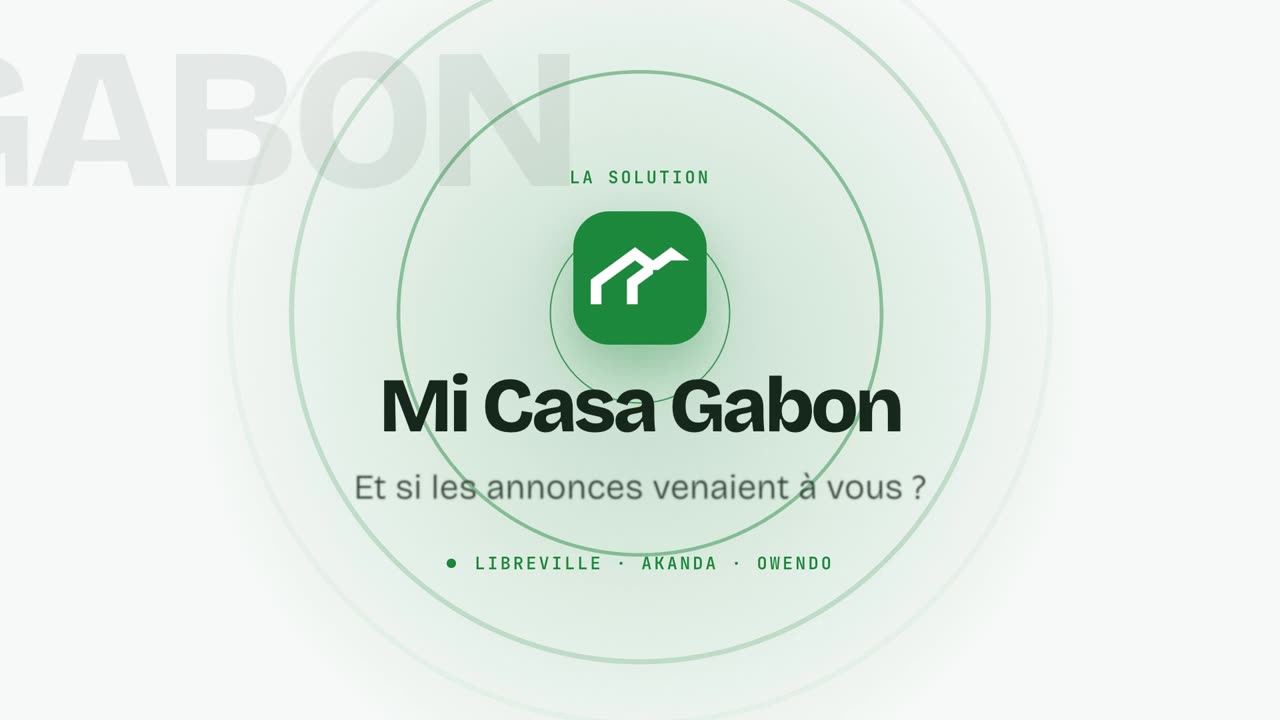 GABON
LA SOLUTION
Mi Casa Gabon
Et si les annonces venaient à vous ?
LIBREVILLE · AKANDA · OWENDO